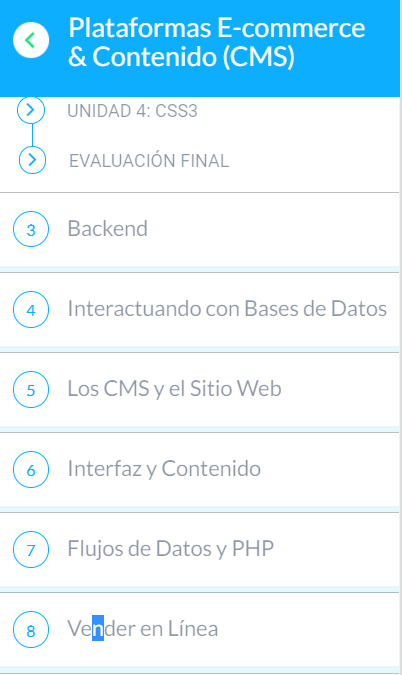 Plataformas E-commerce
& Contenido (CMS)
UNIDAD 4: CSS3
EVALUACIÓN FINAL
3 Backend
4 Interactuando con Bases de Datos
5 Los CMS y el Sitio Web
6 Interfaz y Contenido
7 Flujos de Datos y PHP
8 Vender en Línea